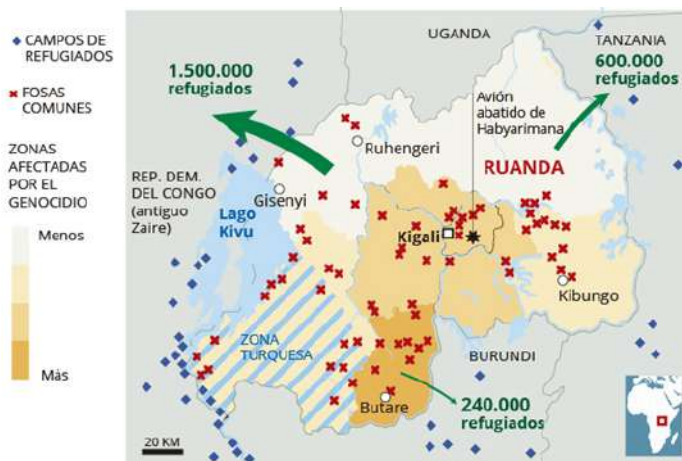 CAMPOS DE
REFUGIADOS
FOSAS
COMUNES
ZONAS
AFECTADAS
POR EL
GENOCIDIO
Menos
Más
UGANDA
TANZANIA
600.000
refugiados
1.500.000
refugiados
Avión
abatido de
Habyarimana
Ruhengeri
RUANDA
REP. DEM.
DEL CONGO
(antiguo
Zaire)
Gisenyi
Lago
Kivu
Kigali
Kibungo
ZONA
TURQUESA
BURUNDI
Butare
240.000
refugiados
20 KM